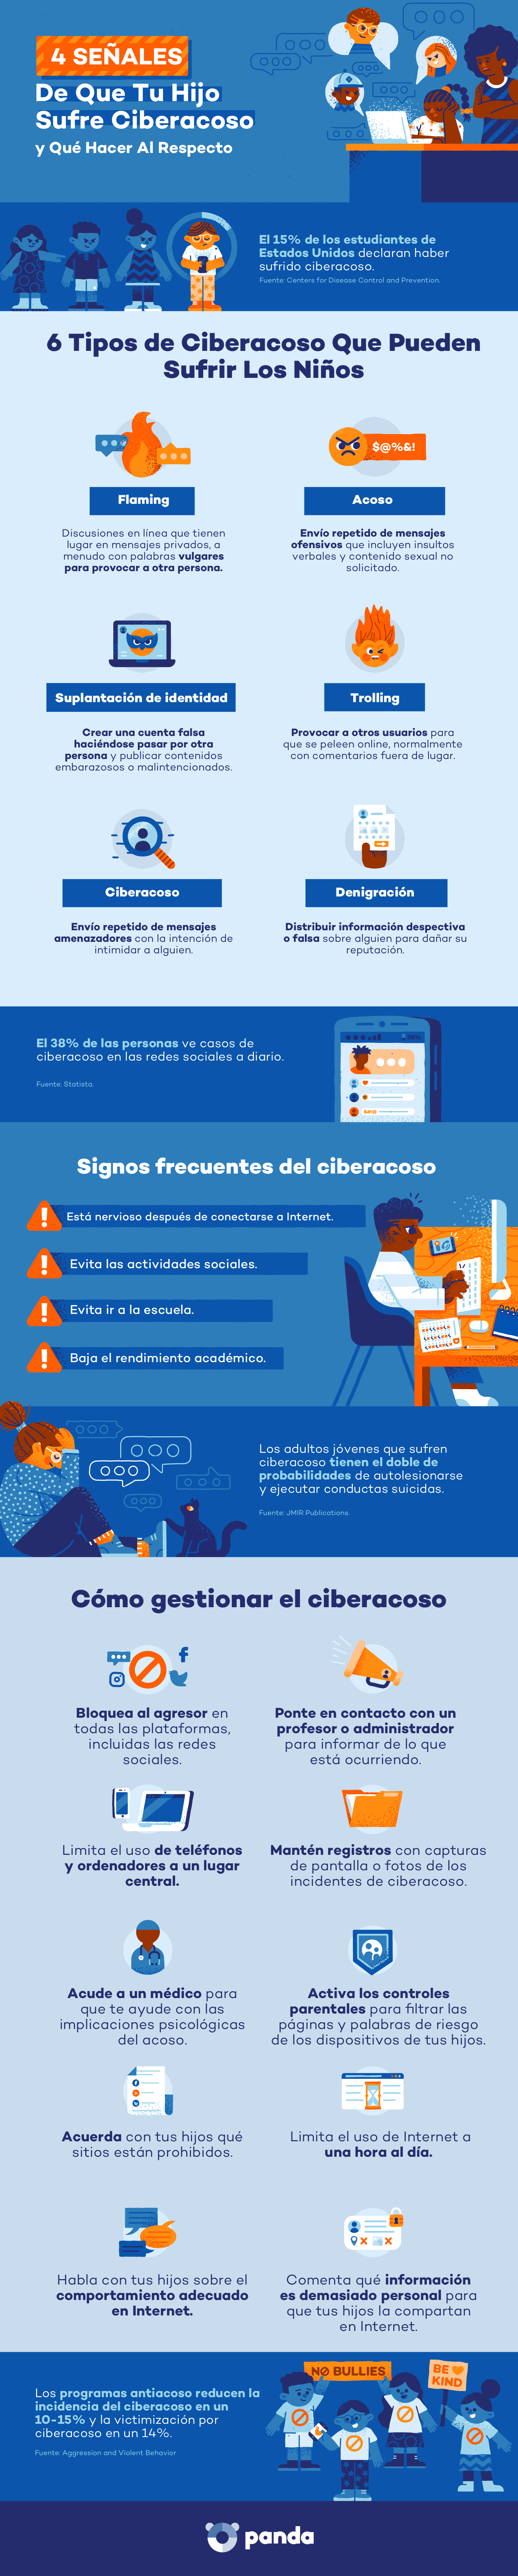 4 SEÑALES
De Que Tu Hijo
Sufre Ciberacoso
y Qué Hacer Al Respecto
El 15% de los estudiantes de
Estados Unidos declaran haber
sufrido ciberacoso.
Fuente: Centers for Disease Control and Prevention.
6 Tipos de Ciberacoso Que Pueden
Sufrir Los Niños
$@%&!
Flaming
Discusiones en línea que tienen
lugar en mensajes privados, a
menudo con palabras vulgares
para provocar a otra persona.
Acoso
Envío repetido de mensajes
ofensivos que incluyen insultos
verbales y contenido sexual no
solicitado.
Suplantación de identidad
Crear una cuenta falsa
haciéndose pasar por otra
persona y publicar contenidos
embarazosos o malintencionados.
Trolling
Provocar a otros usuarios para
que se peleen online, normalmente
con comentarios fuera de lugar.
Ciberacoso
Envío repetido de mensajes
amenazadores con la intención de
intimidar a alguien.
Denigración
Distribuir información despectiva
o falsa sobre alguien para dañar su
reputación.
El 38% de las personas ve casos de
ciberacoso en las redes sociales a diario.
Fuente: Statista.
Signos frecuentes del ciberacoso
Está nervioso después de conectarse a Internet.
Evita las actividades sociales.
Evita ir a la escuela.
Baja el rendimiento académico.
Los adultos jóvenes que sufren
ciberacoso tienen el doble de
probabilidades de autolesionarse
y ejecutar conductas suicidas.
Fuente: JMIR Publications.
Cómo gestionar el ciberacoso
Bloquea al agresor en
todas las plataformas,
incluidas las redes
sociales.
Ponte en contacto con un
profesor o administrador
para informar de lo que
está ocurriendo.
Limita el uso de teléfonos
y ordenadores a un lugar
central.
Mantén registros con capturas
de pantalla o fotos de los
incidentes de ciberacoso.
Acude a un médico para
que te ayude con las
implicaciones psicológicas
del acoso.
Activa los controles
parentales para filtrar las
páginas y palabras de riesgo
de los dispositivos de tus hijos.
Acuerda con tus hijos qué
sitios están prohibidos.
Limita el uso de Internet a
una hora al día.
Habla con tus hijos sobre el
comportamiento adecuado
en Internet.
Comenta qué información
es demasiado personal para
que tus hijos la compartan
en Internet.
NO BULLIES
BE
KIND
Los programas antiacoso reducen la
incidencia del ciberacoso en un
10-15% y la victimización por
ciberacoso en un 14%.
Fuente: Aggression and Violent Behavior
panda